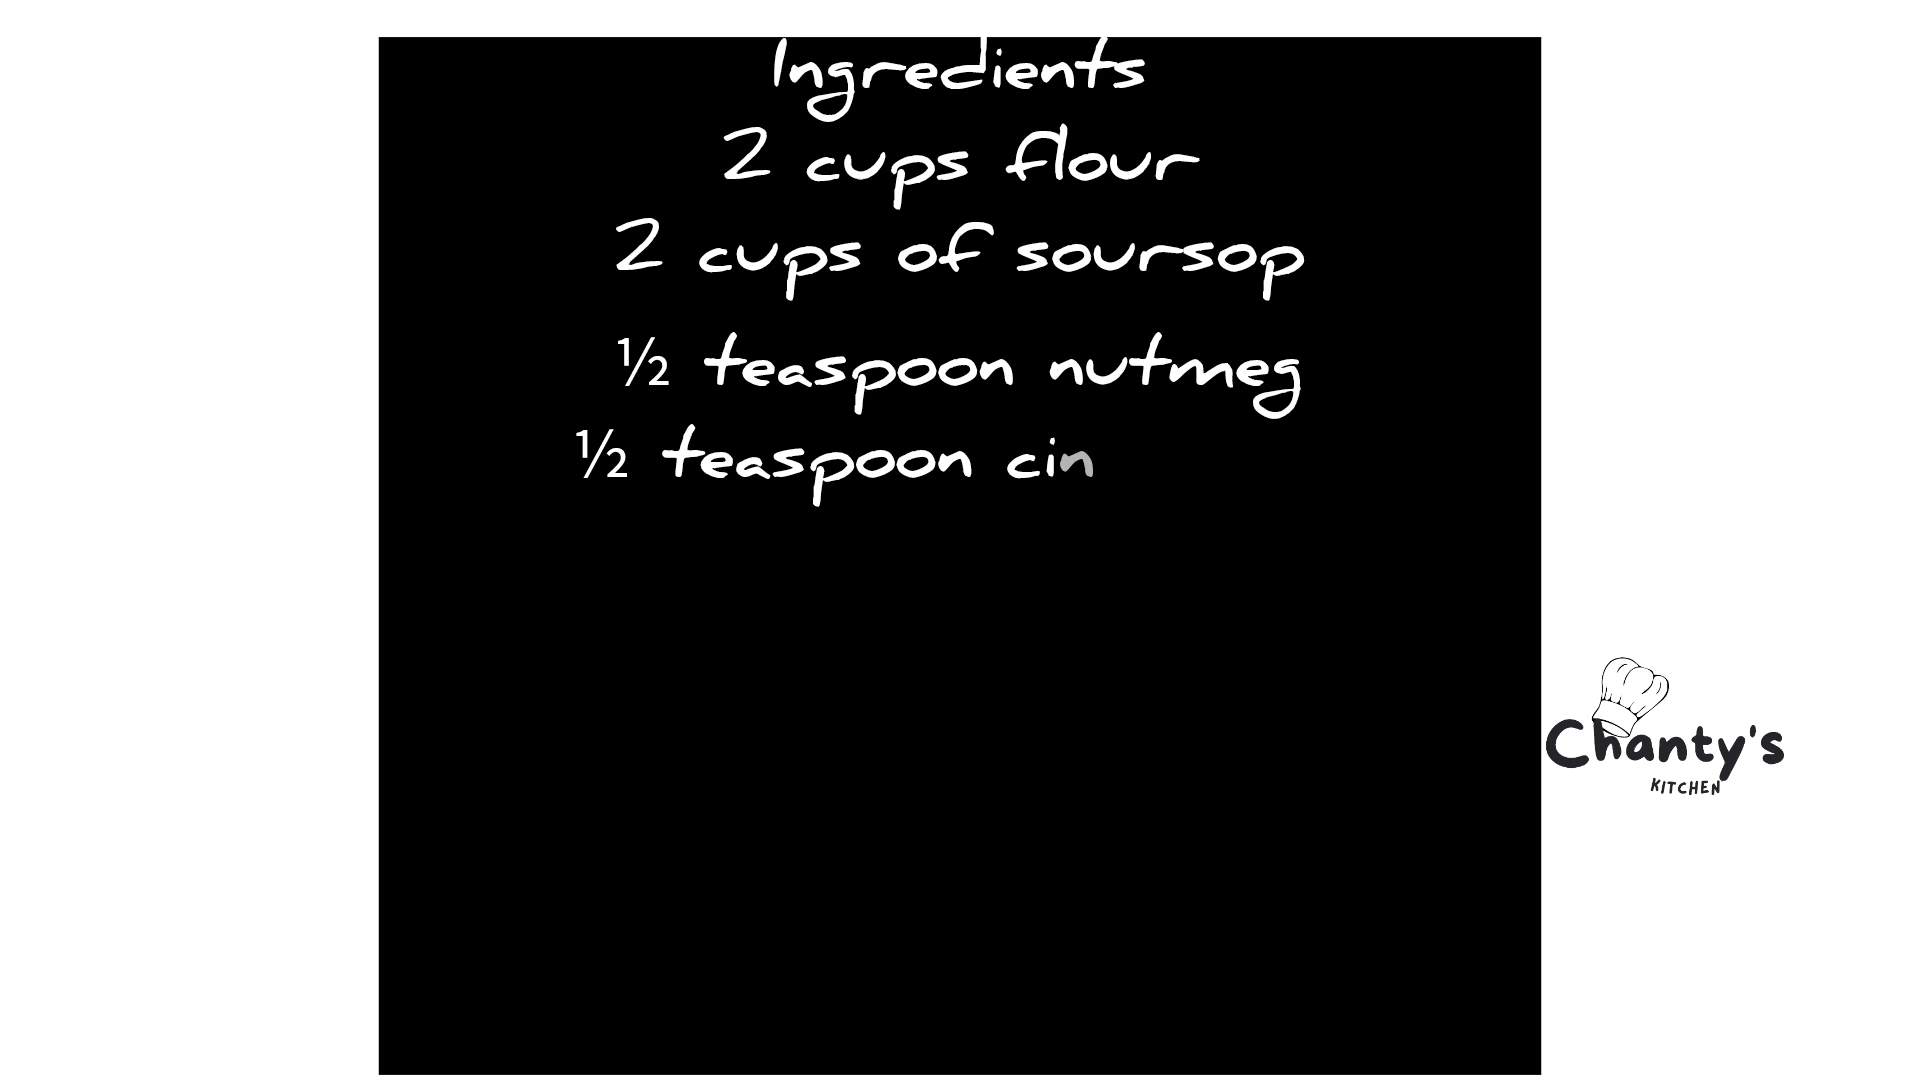 Ingredients
2 cups flour
2 cups of soursop
½ teaspoon nutmeg
½ teaspoon cin
Chanty's
KITCHEN